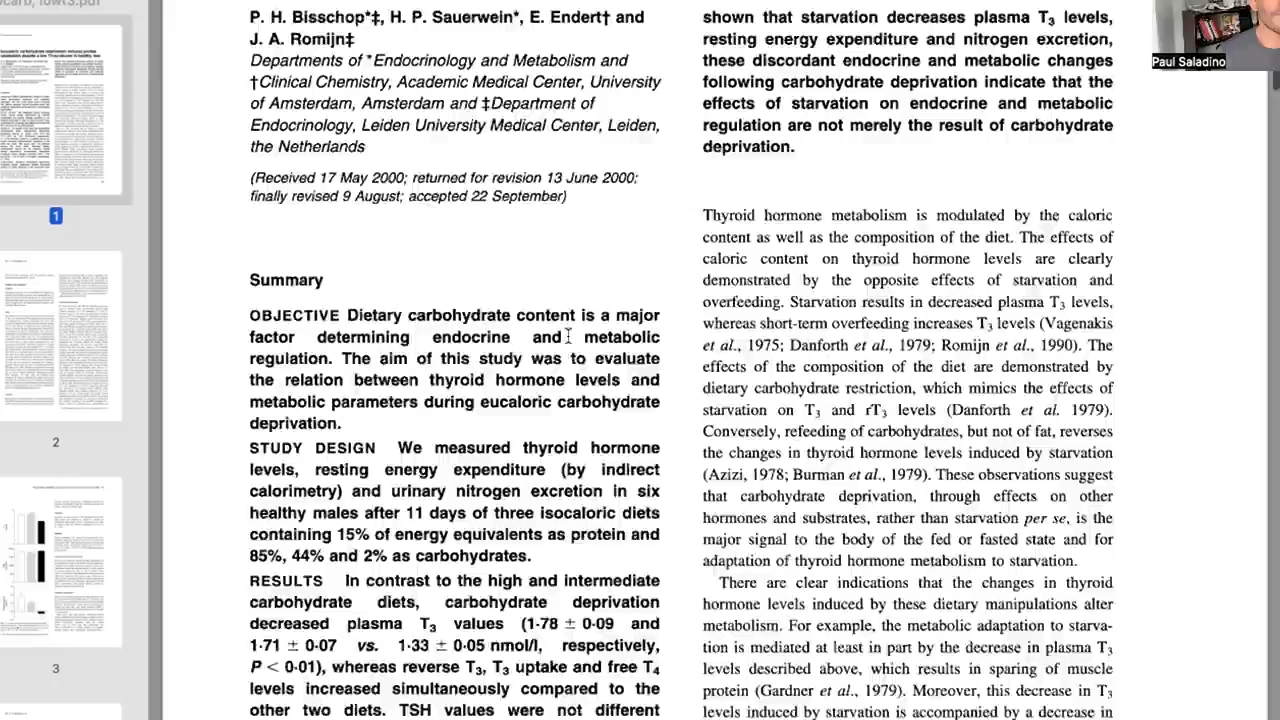 carb, lowt3.pdf
P. H. Bisschop*‡, H. P. Sauerwein*, E. Endert† and
J. A. Romijn‡
Departments of *Endocrinology and Metabolism and
†Clinical Chemistry, Academic Medical Center, University
of Amsterdam, Amsterdam and ‡Department of
Endocrinology, Leiden University Medical Center, Leiden,
the Netherlands
(Received 17 May 2000; returned for revision 13 June 2000;
finally revised 9 August; accepted 22 September)
Summary
OBJECTIVE Dietary carbohydrate content is a major
factor determining endocrine and metabolic
regulation. The aim of this study was to evaluate
the relation between thyroid hormone levels and
metabolic parameters during eucaloric carbohydrate
deprivation.
STUDY DESIGN We measured thyroid hormone
levels, resting energy expenditure (by indirect
calorimetry) and urinary nitrogen excretion in six
healthy males after 11 days of three isocaloric diets
containing 15% of energy equivalents as protein and
85%, 44% and 2% as carbohydrates.
RESULTS In contrast to the high and intermediate
carbohydrate diets, carbohydrate deprivation
decreased plasma T₃ values (1·78 ± 0·09 and
1·71 ± 0·07 vs. 1·33 ± 0·05 nmol/l, respectively,
P < 0·01), whereas reverse T₃, T₃ uptake and free T₄
levels increased simultaneously compared to the
other two diets. TSH values were not different
shown that starvation decreases plasma T₃ levels,
resting energy expenditure and nitrogen excretion,
these discordant endocrine and metabolic changes
following carbohydrate deprivation indicate that the
effects of starvation on endocrine and metabolic
regulation are not merely the result of carbohydrate
deprivation.
Thyroid hormone metabolism is modulated by the caloric
content as well as the composition of the diet. The effects of
caloric content on thyroid hormone levels are clearly
demonstrated by the opposite effects of starvation and
overfeeding. Starvation results in decreased plasma T₃ levels,
whereas short-term overfeeding increases T₃ levels (Vagenakis
et al., 1975; Danforth et al., 1979; Romijn et al., 1990). The
effects of the composition of the diet are demonstrated by
dietary carbohydrate restriction, which mimics the effects of
starvation on T₃ and rT₃ levels (Danforth et al. 1979).
Conversely, refeeding of carbohydrates, but not of fat, reverses
the changes in thyroid hormone levels induced by starvation
(Azizi, 1978; Burman et al., 1979). These observations suggest
that carbohydrate deprivation, through effects on other
hormones and substrates, rather than starvation per se, is the
major signal to the body of the fed or fasted state and for
adaptation of thyroid hormone metabolism to starvation.
There are clear indications that the changes in thyroid
hormone levels induced by these dietary manipulations alter
metabolism. For example, the metabolic adaptation to starva-
tion is mediated at least in part by the decrease in plasma T₃
levels described above, which results in sparing of muscle
protein (Gardner et al., 1979). Moreover, this decrease in T₃
levels induced by starvation is accompanied by a decrease in
Paul Saladino
1
2
3